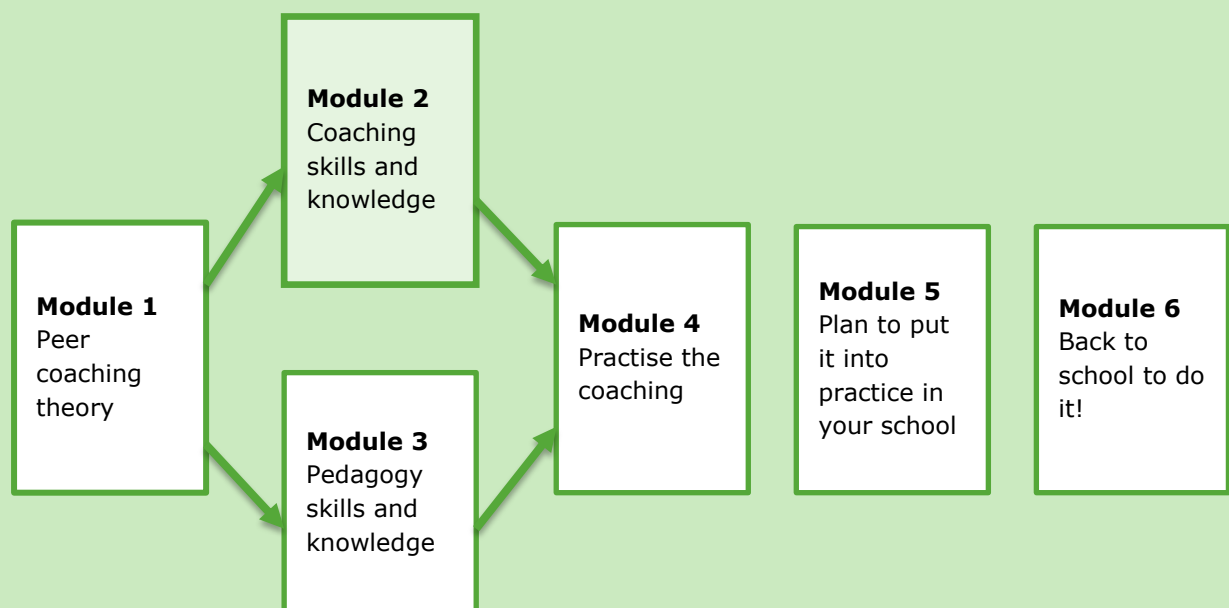 Module 1
Peer
coaching
theory
Module 2
Coaching
skills and
knowledge
Module 3
Pedagogy
skills and
knowledge
Module 4
Practise the
coaching
Module 5
Plan to put
it into
practice in
your school
Module 6
Back to
school to do
it!